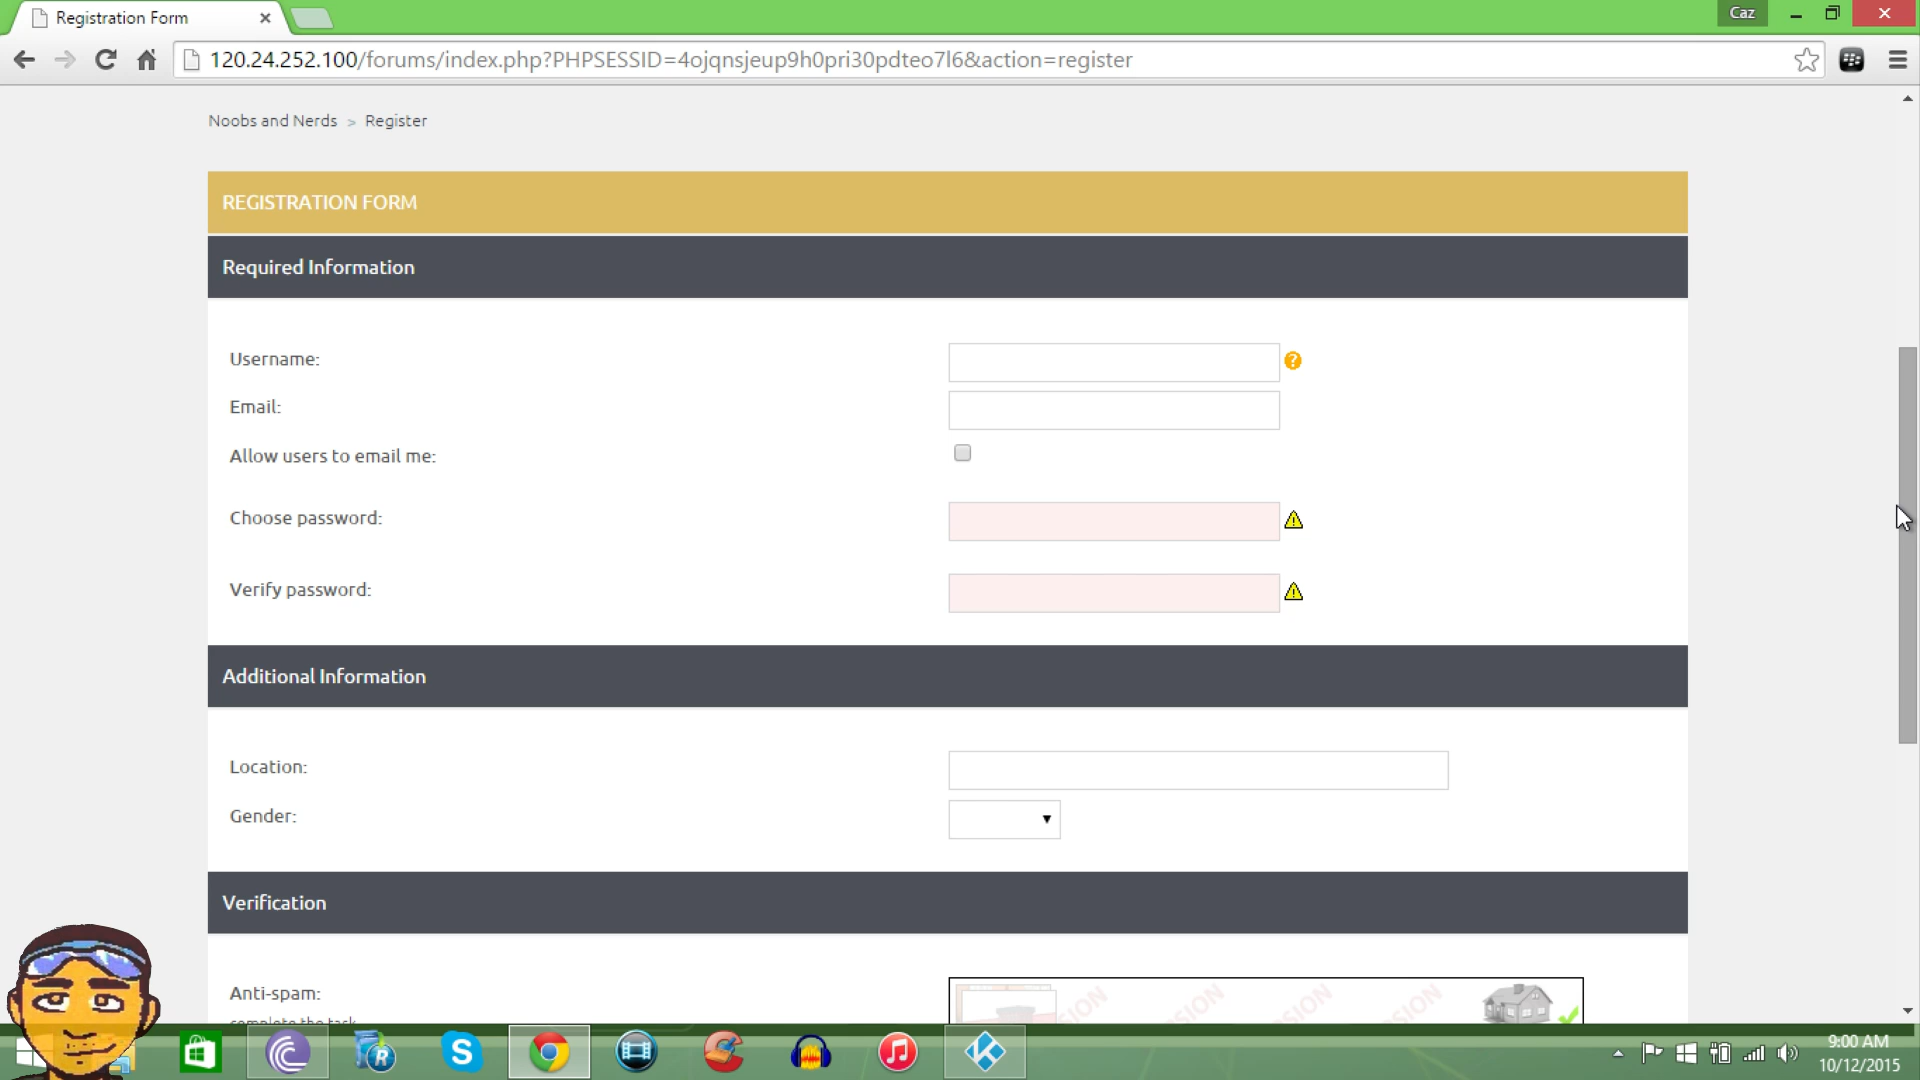 Registration Form
Caz
120.24.252.100/forums/index.php?PHPSESSID=4ojqnsjeup9h0pri30pdteo7l6&action=register
Noobs and Nerds > Register
REGISTRATION FORM
Required Information
Username:
Email:
Allow users to email me:
Choose password:
Verify password:
Additional Information
Location:
Gender:
Verification
Anti-spam:
complete the task
9:00 AM
10/12/2015